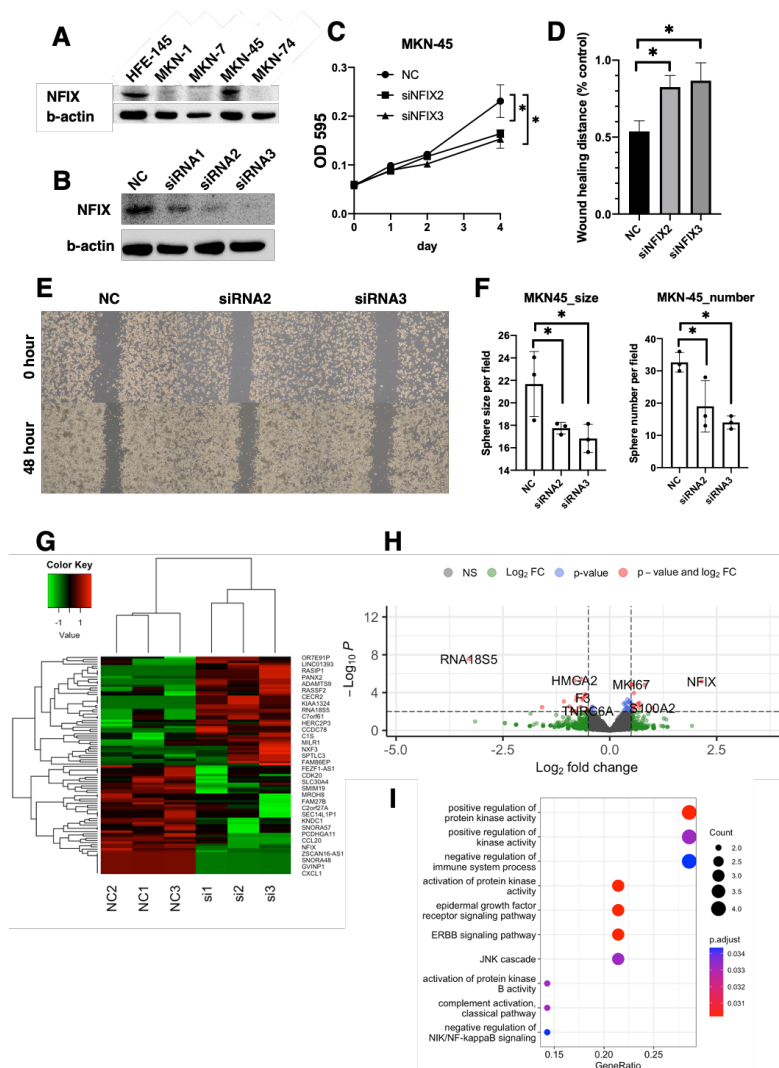 A
HFE-145
MKN-1
MKN-7
MKN-45
MKN-74
NFIX
b-actin
B
NC
siRNA1
siRNA2
siRNA3
NFIX
b-actin
C
MKN-45
OD 595
0.3
0.2
0.1
0.0
NC
siNFIX2
siNFIX3
*
*
0
1
2
3
4
day
D
Wound healing distance (% control)
1.0
0.5
0.0
*
*
NC
siNFIX2
siNFIX3
E
NC
siRNA2
siRNA3
0 hour
48 hour
F
MKN45_size
Sphere size per field
26
24
22
20
18
16
14
*
*
NC
siRNA2
siRNA3
MKN-45_number
Sphere number per field
40
30
20
10
0
*
*
NC
siRNA2
siRNA3
G
Color Key
-1
1
Value
OR7E91P
LINC01393
RASIP1
PANX2
ADAMTS9
RASSF2
CECR2
KIAA1324
RNA18S5
C7orf61
HERC2P3
CCDC78
C1S
MILR1
NXF3
SPTLC3
FAM86EP
FEZF1-AS1
CDK20
SLC30A4
SMIM19
MROH8
FAM27B
C2orf27A
SEC14L1P1
KNDC1
SNORA57
PCDHGA11
CCL20
NFIX
ZSCAN16-AS1
SNORA48
GVINP1
CXCL1
NC2
NC1
NC3
si1
si2
si3
H
NS
Log2 FC
p-value
p – value and log2 FC
– Log10 P
12
8
4
0
RNA18S5
HMGA2
F3
TNRC6A
MKI67
S100A2
NFIX
-5.0
-2.5
0.0
2.5
Log2 fold change
I
positive regulation of
protein kinase activity
positive regulation of
kinase activity
negative regulation of
immune system process
activation of protein kinase
activity
epidermal growth factor
receptor signaling pathway
ERBB signaling pathway
JNK cascade
activation of protein kinase
B activity
complement activation,
classical pathway
negative regulation of
NIK/NF-kappaB signaling
0.15
0.20
0.25
GeneRatio
Count
2.0
2.5
3.0
3.5
4.0
p.adjust
0.034
0.033
0.032
0.031